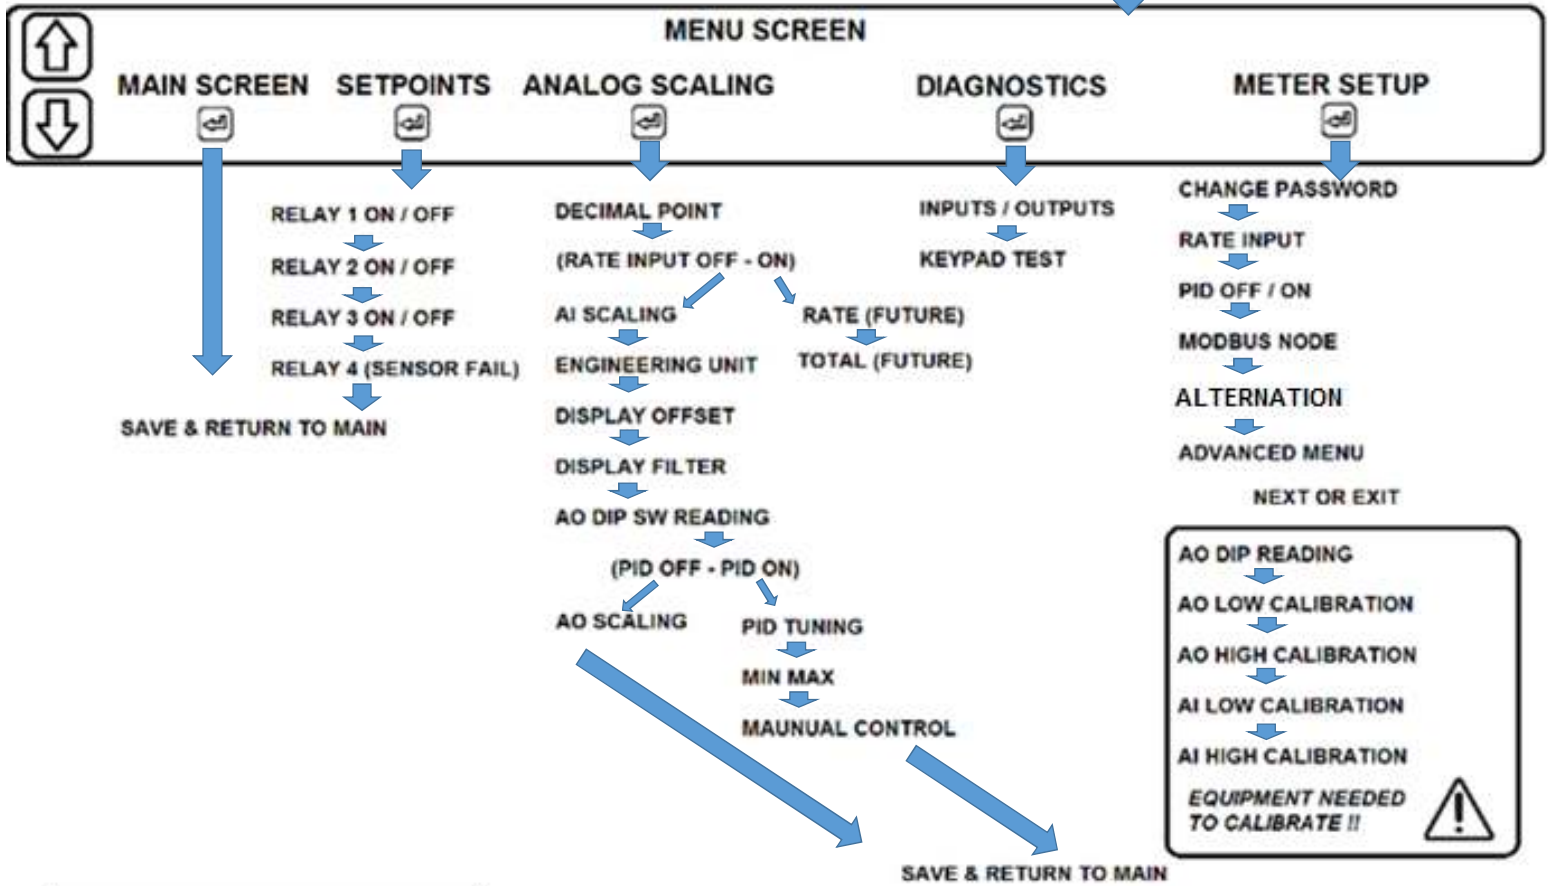 MENU SCREEN
MAIN SCREEN
SETPOINTS
ANALOG SCALING
DIAGNOSTICS
METER SETUP
RELAY 1 ON / OFF
RELAY 2 ON / OFF
RELAY 3 ON / OFF
RELAY 4 (SENSOR FAIL)
SAVE & RETURN TO MAIN
DECIMAL POINT
(RATE INPUT OFF - ON)
AI SCALING
ENGINEERING UNIT
DISPLAY OFFSET
DISPLAY FILTER
AO DIP SW READING
(PID OFF - PID ON)
AO SCALING
RATE (FUTURE)
TOTAL (FUTURE)
PID TUNING
MIN MAX
MAUNUAL CONTROL
SAVE & RETURN TO MAIN
INPUTS / OUTPUTS
KEYPAD TEST
CHANGE PASSWORD
RATE INPUT
PID OFF / ON
MODBUS NODE
ALTERNATION
ADVANCED MENU
NEXT OR EXIT
AO DIP READING
AO LOW CALIBRATION
AO HIGH CALIBRATION
AI LOW CALIBRATION
AI HIGH CALIBRATION
EQUIPMENT NEEDED
TO CALIBRATE !!